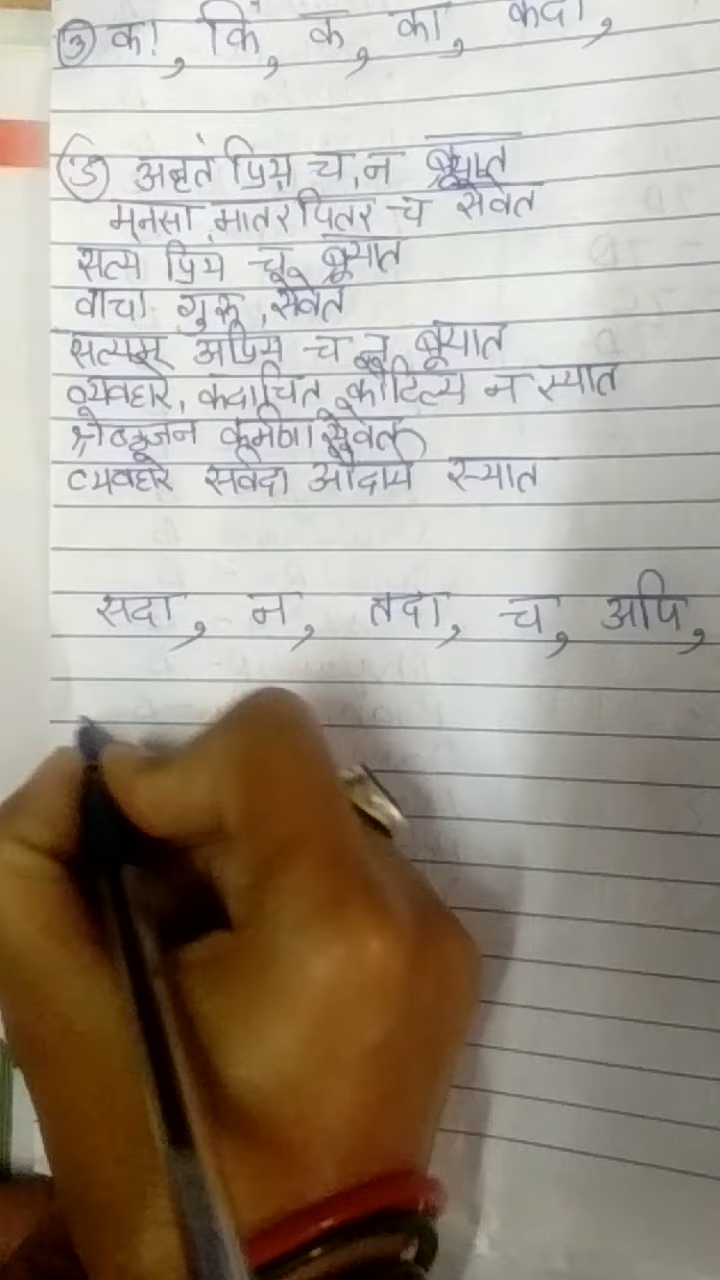 ③ क:, किं, क, का, कदा,
ⓢ अनृतं प्रिय च, न ब्रूयात
मनसा मातर पितर च सेवेत
सत्य प्रिय च ब्रूयात
वाचा गुरू सेवेत
सत्यम अप्रिय च न ब्रूयात
व्यवहारे, कदाचित कौटिल्य न स्यात
श्रेष्ठजन कर्मणा सेवेत
व्यवहारे सर्वदा औदार्य स्यात
सदा, न, तदा, च, अपि,